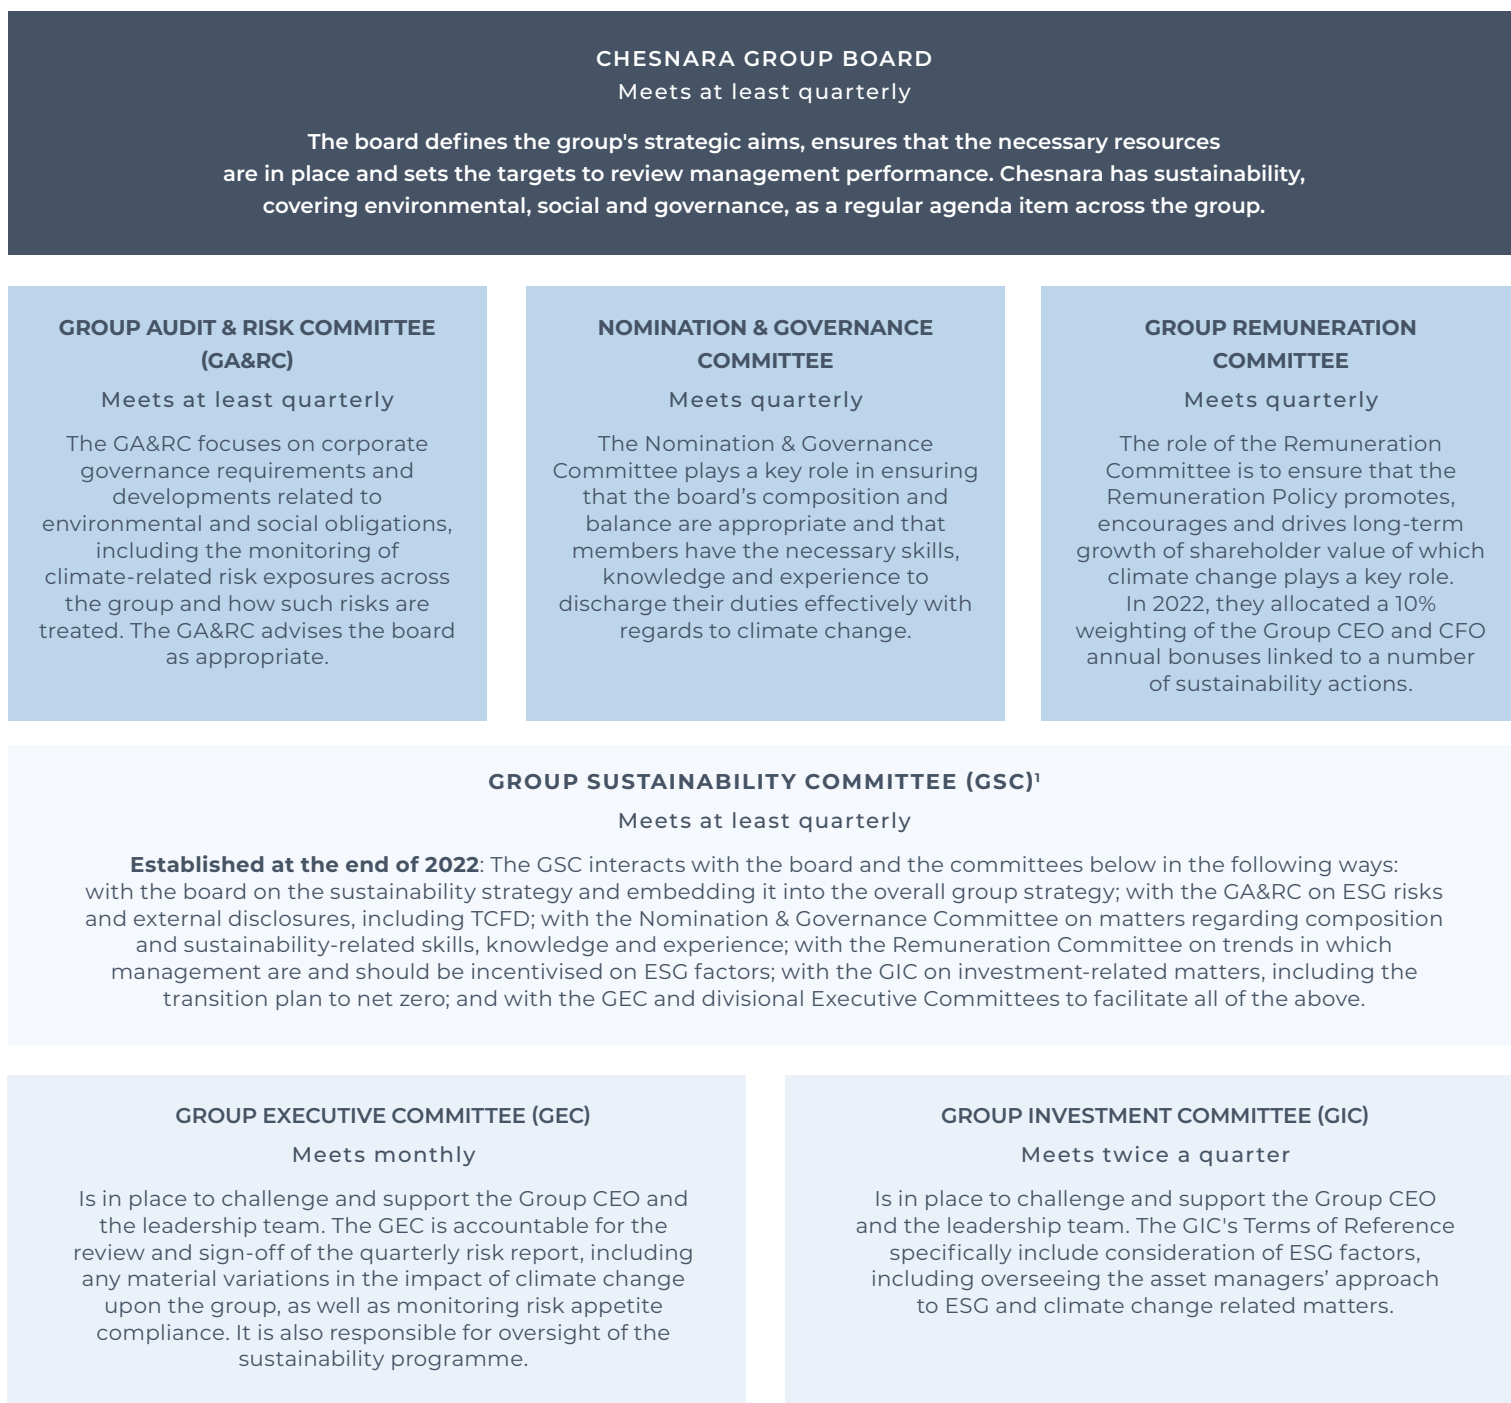 CHESNARA GROUP BOARD
Meets at least quarterly
The board defines the group's strategic aims, ensures that the necessary resources
are in place and sets the targets to review management performance. Chesnara has sustainability,
covering environmental, social and governance, as a regular agenda item across the group.
GROUP AUDIT & RISK COMMITTEE
(GA&RC)
Meets at least quarterly
The GA&RC focuses on corporate
governance requirements and
developments related to
environmental and social obligations,
including the monitoring of
climate-related risk exposures across
the group and how such risks are
treated. The GA&RC advises the board
as appropriate.
NOMINATION & GOVERNANCE
COMMITTEE
Meets quarterly
The Nomination & Governance
Committee plays a key role in ensuring
that the board’s composition and
balance are appropriate and that
members have the necessary skills,
knowledge and experience to
discharge their duties effectively with
regards to climate change.
GROUP REMUNERATION
COMMITTEE
Meets quarterly
The role of the Remuneration
Committee is to ensure that the
Remuneration Policy promotes,
encourages and drives long-term
growth of shareholder value of which
climate change plays a key role.
In 2022, they allocated a 10%
weighting of the Group CEO and CFO
annual bonuses linked to a number
of sustainability actions.
GROUP SUSTAINABILITY COMMITTEE (GSC)¹
Meets at least quarterly
Established at the end of 2022: The GSC interacts with the board and the committees below in the following ways:
with the board on the sustainability strategy and embedding it into the overall group strategy; with the GA&RC on ESG risks
and external disclosures, including TCFD; with the Nomination & Governance Committee on matters regarding composition
and sustainability-related skills, knowledge and experience; with the Remuneration Committee on trends in which
management are and should be incentivised on ESG factors; with the GIC on investment-related matters, including the
transition plan to net zero; and with the GEC and divisional Executive Committees to facilitate all of the above.
GROUP EXECUTIVE COMMITTEE (GEC)
Meets monthly
Is in place to challenge and support the Group CEO and
the leadership team. The GEC is accountable for the
review and sign-off of the quarterly risk report, including
any material variations in the impact of climate change
upon the group, as well as monitoring risk appetite
compliance. It is also responsible for oversight of the
sustainability programme.
GROUP INVESTMENT COMMITTEE (GIC)
Meets twice a quarter
Is in place to challenge and support the Group CEO
and the leadership team. The GIC's Terms of Reference
specifically include consideration of ESG factors,
including overseeing the asset managers’ approach
to ESG and climate change related matters.